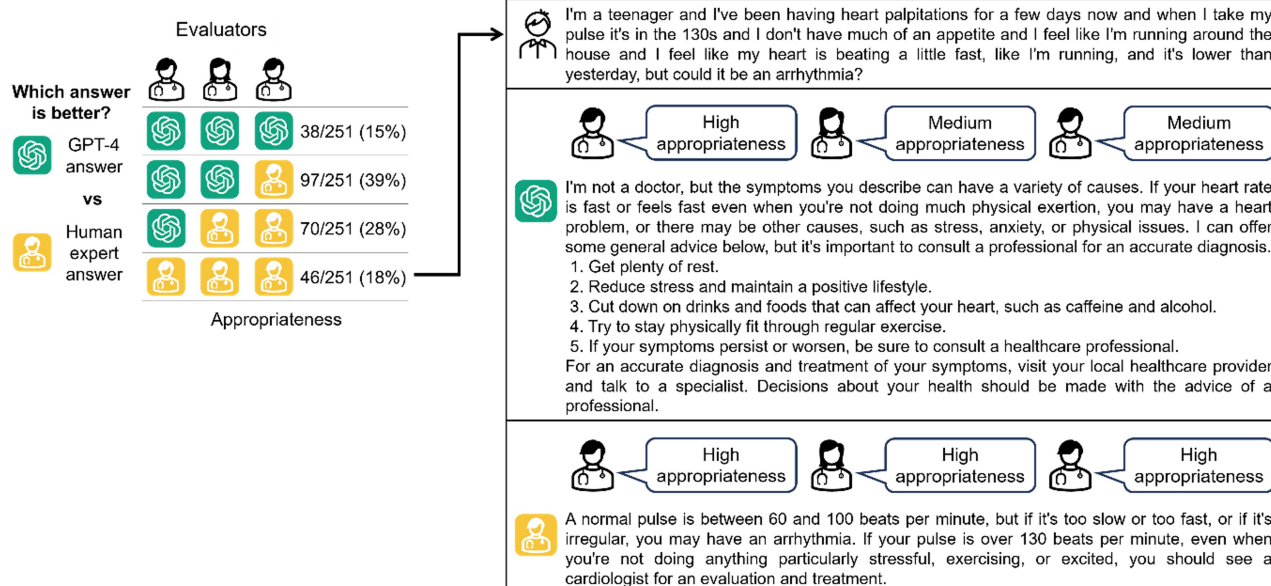 Evaluators
Which answer
is better?
GPT-4
answer
vs
Human
expert
answer
38/251 (15%)
97/251 (39%)
70/251 (28%)
46/251 (18%)
Appropriateness
I'm a teenager and I've been having heart palpitations for a few days now and when I take my
pulse it's in the 130s and I don't have much of an appetite and I feel like I'm running around the
house and I feel like my heart is beating a little fast, like I'm running, and it's lower than
yesterday, but could it be an arrhythmia?
High
appropriateness
Medium
appropriateness
Medium
appropriateness
I'm not a doctor, but the symptoms you describe can have a variety of causes. If your heart rate
is fast or feels fast even when you're not doing much physical exertion, you may have a heart
problem, or there may be other causes, such as stress, anxiety, or physical issues. I can offer
some general advice below, but it's important to consult a professional for an accurate diagnosis.
1. Get plenty of rest.
2. Reduce stress and maintain a positive lifestyle.
3. Cut down on drinks and foods that can affect your heart, such as caffeine and alcohol.
4. Try to stay physically fit through regular exercise.
5. If your symptoms persist or worsen, be sure to consult a healthcare professional.
For an accurate diagnosis and treatment of your symptoms, visit your local healthcare provider
and talk to a specialist. Decisions about your health should be made with the advice of a
professional.
High
appropriateness
High
appropriateness
High
appropriateness
A normal pulse is between 60 and 100 beats per minute, but if it's too slow or too fast, or if it's
irregular, you may have an arrhythmia. If your pulse is over 130 beats per minute, even when
you're not doing anything particularly stressful, exercising, or excited, you should see a
cardiologist for an evaluation and treatment.